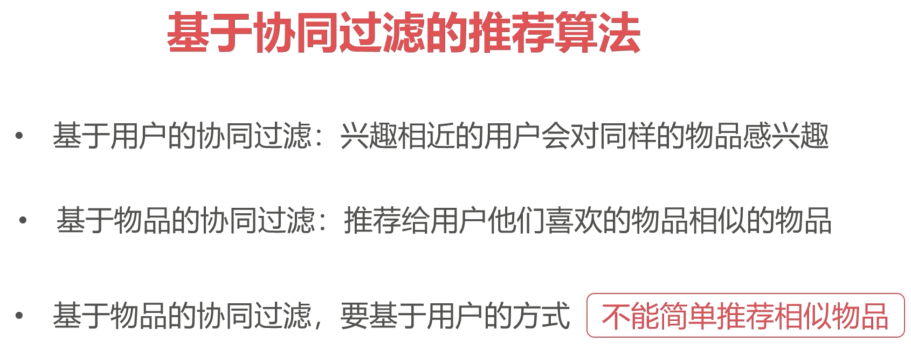 基于协同过滤的推荐算法
• 基于用户的协同过滤：兴趣相近的用户会对同样的物品感兴趣
• 基于物品的协同过滤：推荐给用户他们喜欢的物品相似的物品
• 基于物品的协同过滤，要基于用户的方式 不能简单推荐相似物品